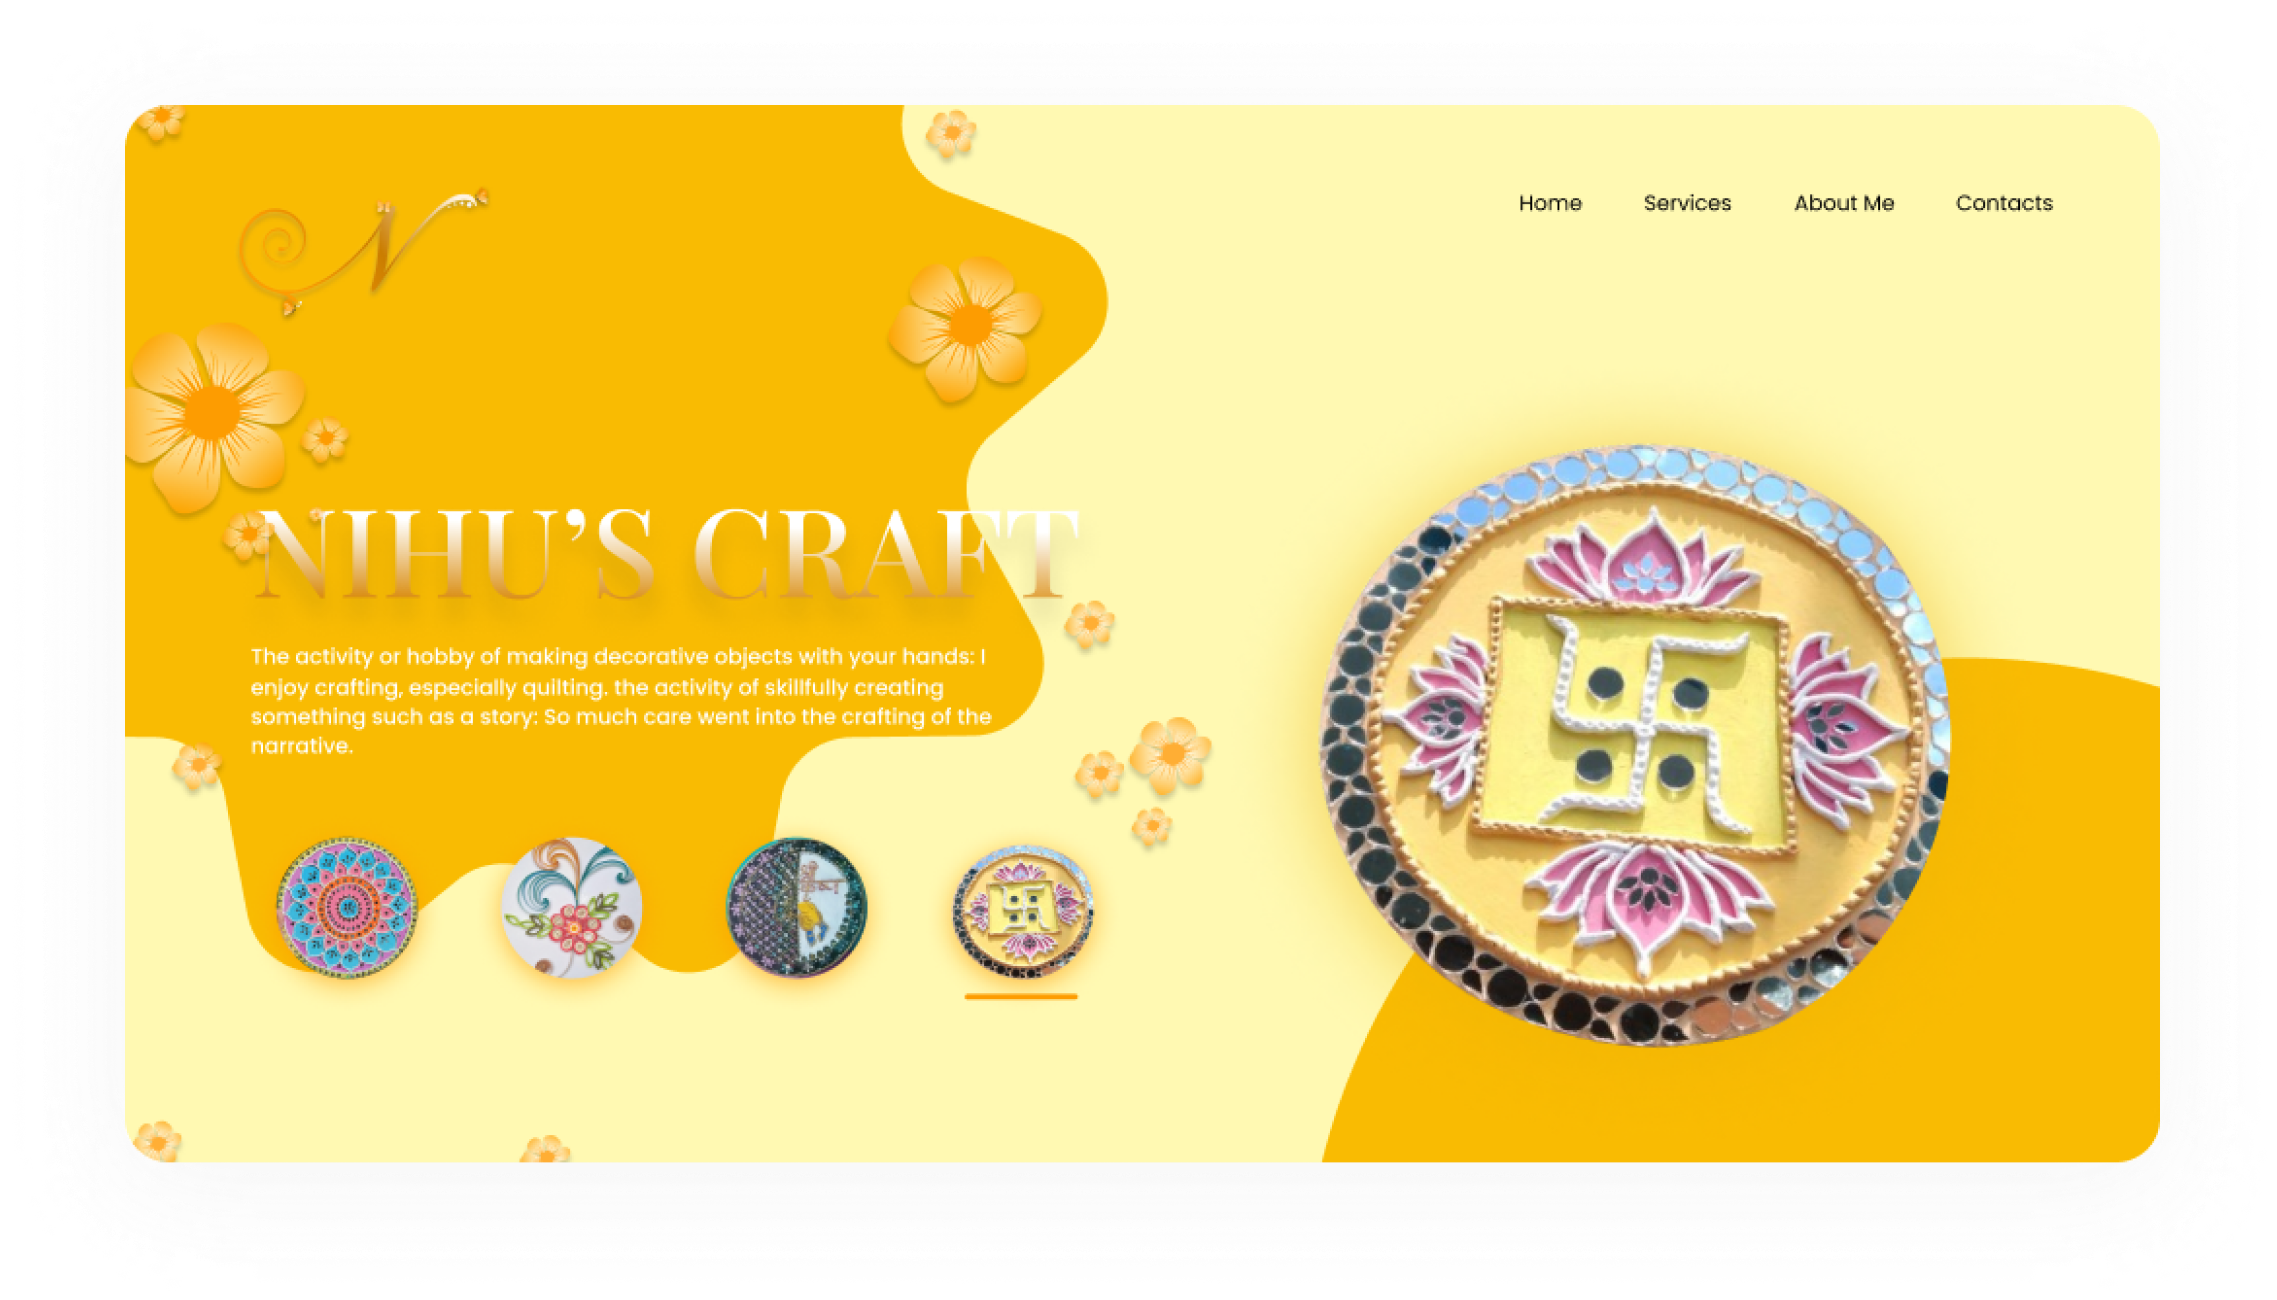 N
Home Services About Me Contacts
NIHU’S CRAFT
The activity or hobby of making decorative objects with your hands: I
enjoy crafting, especially quilting. the activity of skillfully creating
something such as a story: So much care went into the crafting of the
narrative.